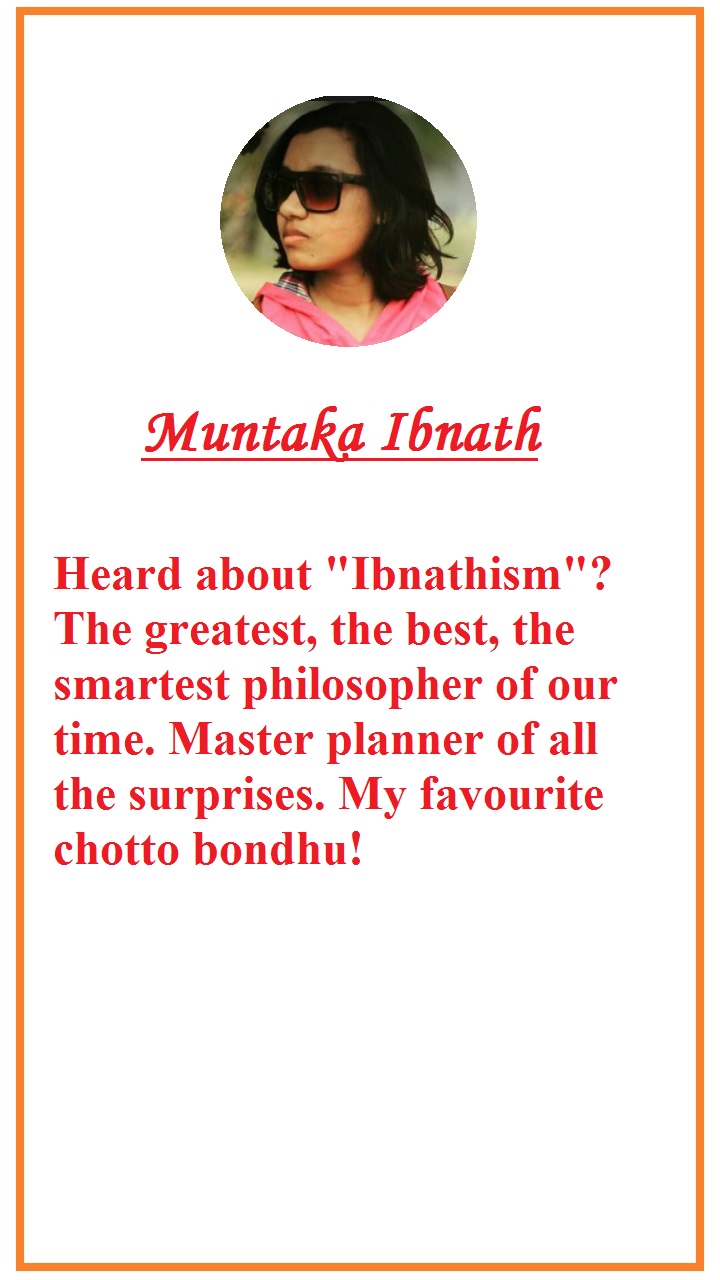 Muntaka Ibnath
Heard about "Ibnathism"?
The greatest, the best, the
smartest philosopher of our
time. Master planner of all
the surprises. My favourite
chotto bondhu!